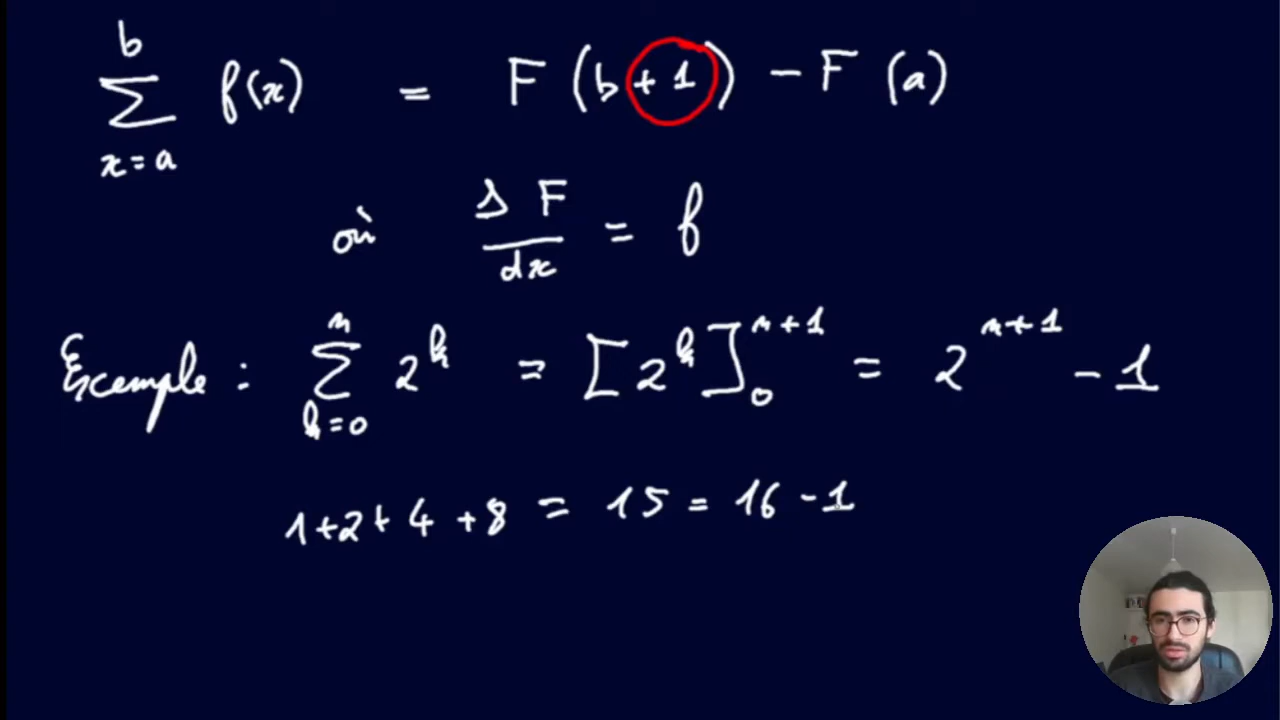 b
∑ f(x) = F(b+1) - F(a)
x=a
où ΔF/dx = f
n
Exemple : ∑ 2^k = [2^k]_0^{n+1} = 2^{n+1} - 1
k=0
1+2+4+8 = 15 = 16-1